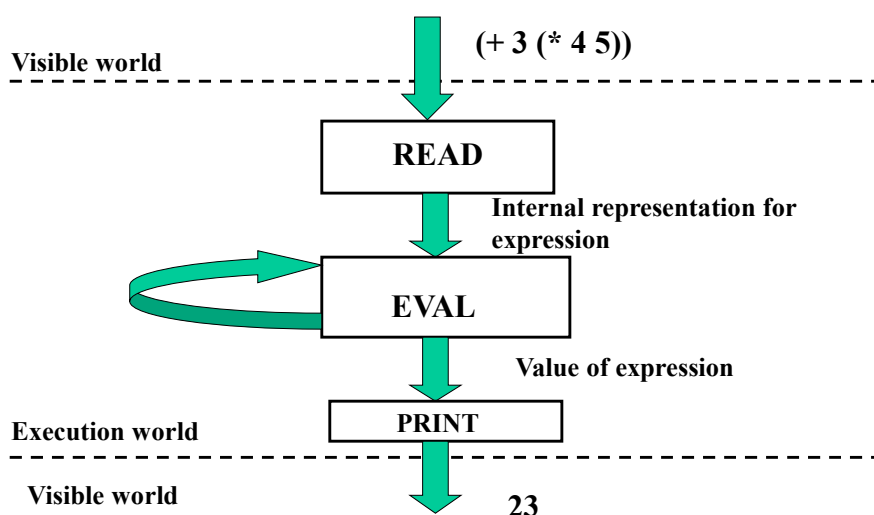 (+ 3 (* 4 5))
Visible world
READ
Internal representation for
expression
EVAL
Value of expression
PRINT
Execution world
Visible world
23